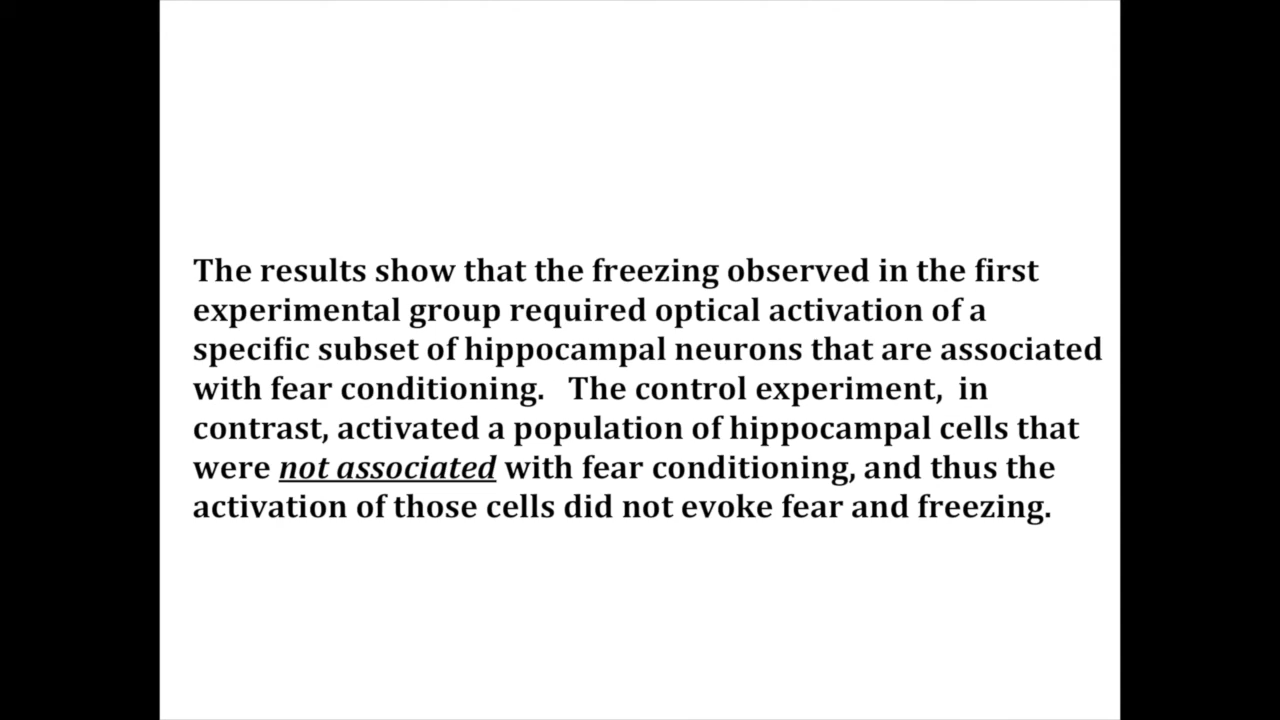 The results show that the freezing observed in the first
experimental group required optical activation of a
specific subset of hippocampal neurons that are associated
with fear conditioning.   The control experiment,  in
contrast, activated a population of hippocampal cells that
were not associated with fear conditioning, and thus the
activation of those cells did not evoke fear and freezing.